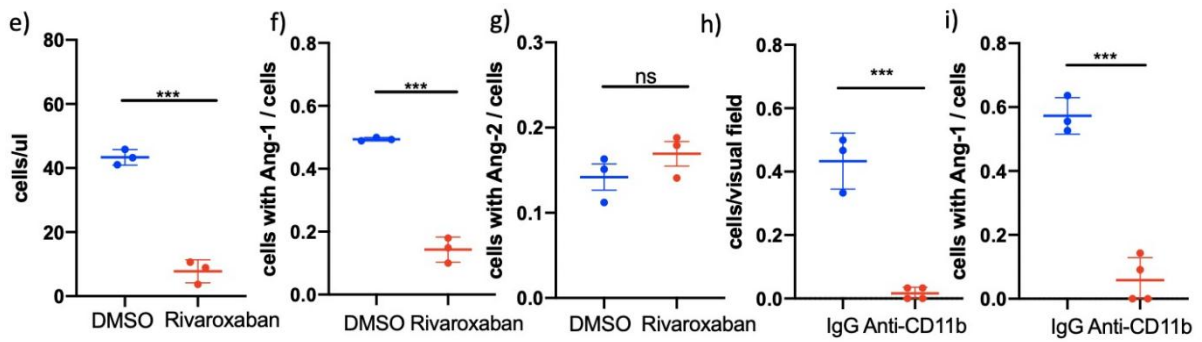 e)
cells/ul
80
60
40
20
0
***
DMSO Rivaroxaban
f)
cells with Ang-1 / cells
0.8
0.6
0.4
0.2
0.0
***
DMSO Rivaroxaban
g)
cells with Ang-2 / cells
0.3
0.2
0.1
0.0
ns
DMSO Rivaroxaban
h)
cells/visual field
0.8
0.6
0.4
0.2
0.0
***
IgG Anti-CD11b
i)
cells with Ang-1 / cells
0.8
0.6
0.4
0.2
0.0
***
IgG Anti-CD11b